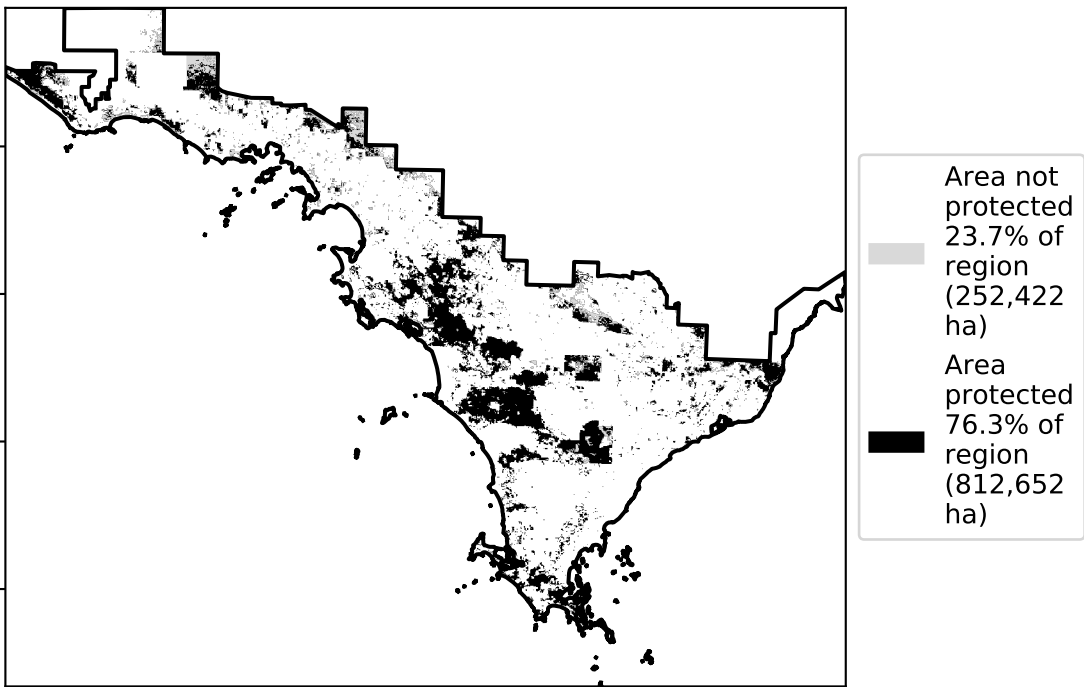 Area not
protected
23.7% of
region
(252,422
ha)
Area
protected
76.3% of
region
(812,652
ha)